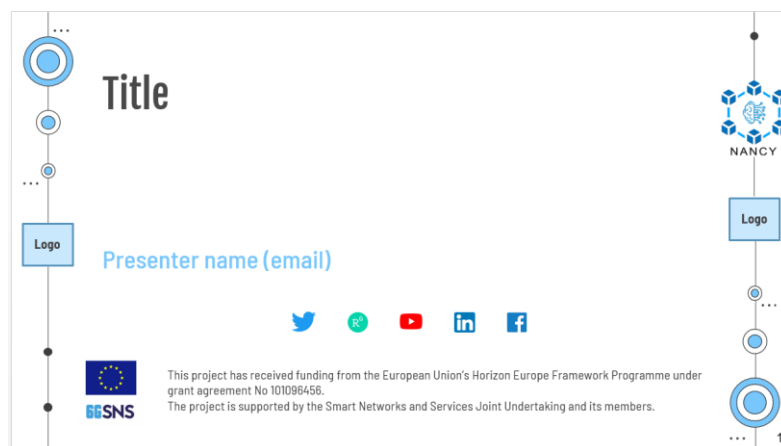 Title
NANCY
Logo
Logo
Presenter name (email)
R⁶
This project has received funding from the European Union's Horizon Europe Framework Programme under
grant agreement No 101096456.
6GSNS
The project is supported by the Smart Networks and Services Joint Undertaking and its members.
1